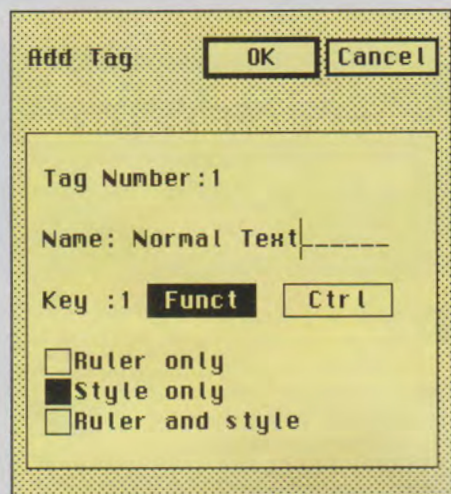 Add Tag OK Cancel
Tag Number:1
Name: Normal Text______
Key :1 Funct Ctrl
Ruler only
Style only
Ruler and style